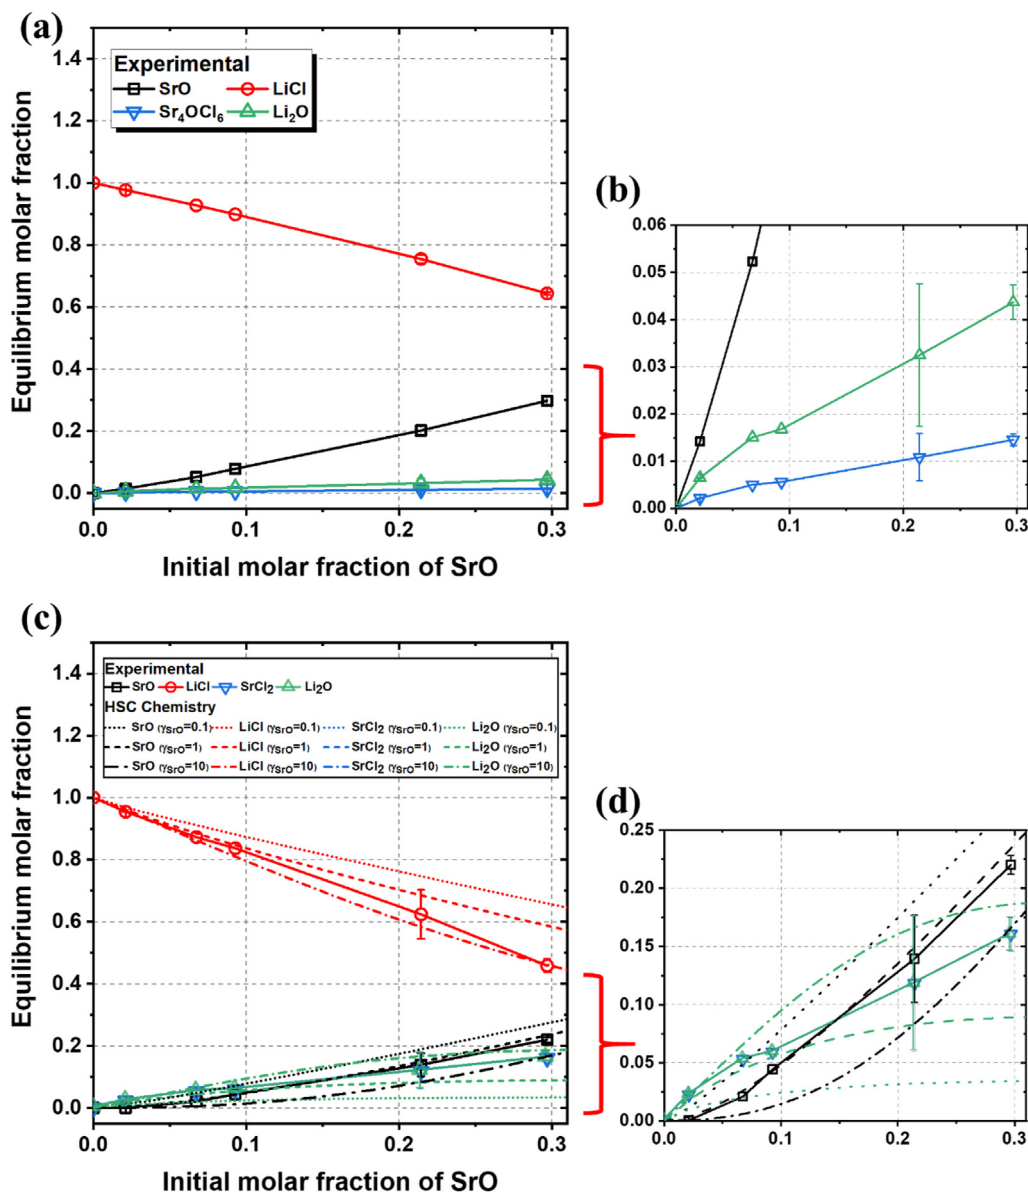 (a)
1.4
1.2
1.0
0.8
0.6
0.4
0.2
0.0
Equilibrium molar fraction
Experimental
SrO LiCl
Sr₄OCl₆ Li₂O
0.0 0.1 0.2 0.3
Initial molar fraction of SrO
(b)
0.06
0.05
0.04
0.03
0.02
0.01
0.00
0.0 0.1 0.2 0.3
(c)
1.4
1.2
1.0
0.8
0.6
0.4
0.2
0.0
Equilibrium molar fraction
Experimental
SrO LiCl SrCl₂ Li₂O
HSC Chemistry
SrO (γSrO=0.1) LiCl (γSrO=0.1) SrCl₂ (γSrO=0.1) Li₂O (γSrO=0.1)
SrO (γSrO=1) LiCl (γSrO=1) SrCl₂ (γSrO=1) Li₂O (γSrO=1)
SrO (γSrO=10) LiCl (γSrO=10) SrCl₂ (γSrO=10) Li₂O (γSrO=10)
0.0 0.1 0.2 0.3
Initial molar fraction of SrO
(d)
0.25
0.20
0.15
0.10
0.05
0.00
0.0 0.1 0.2 0.3